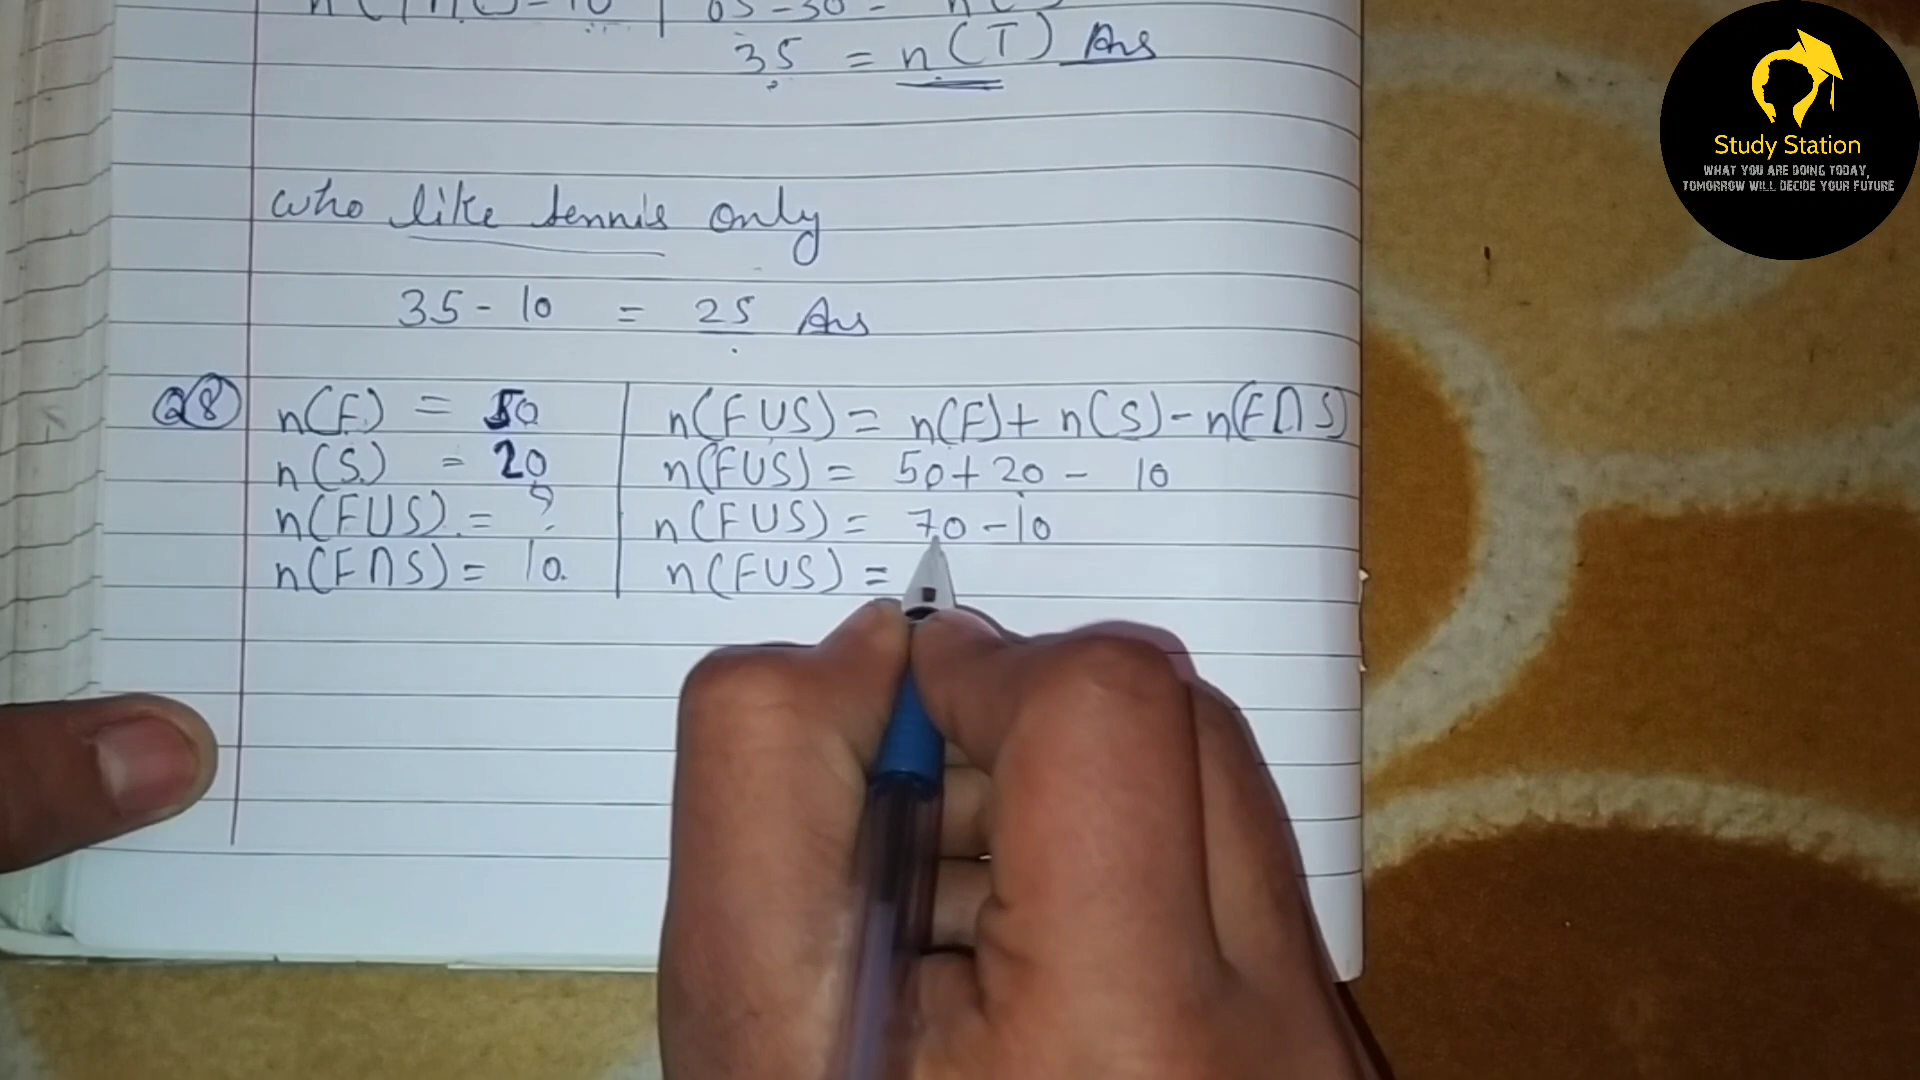 35 = n(T) Ans
who like tennis only
35 - 10 = 25 Ans
Q8 n(F) = 50
n(S) = 20
n(FUS) = ?
n(F∩S) = 10.
n(FUS) = n(F) + n(S) - n(F∩S)
n(FUS) = 50 + 20 - 10
n(FUS) = 70 - 10
n(FUS) =
Study Station
WHAT YOU ARE DOING TODAY,
TOMORROW WILL DECIDE YOUR FUTURE